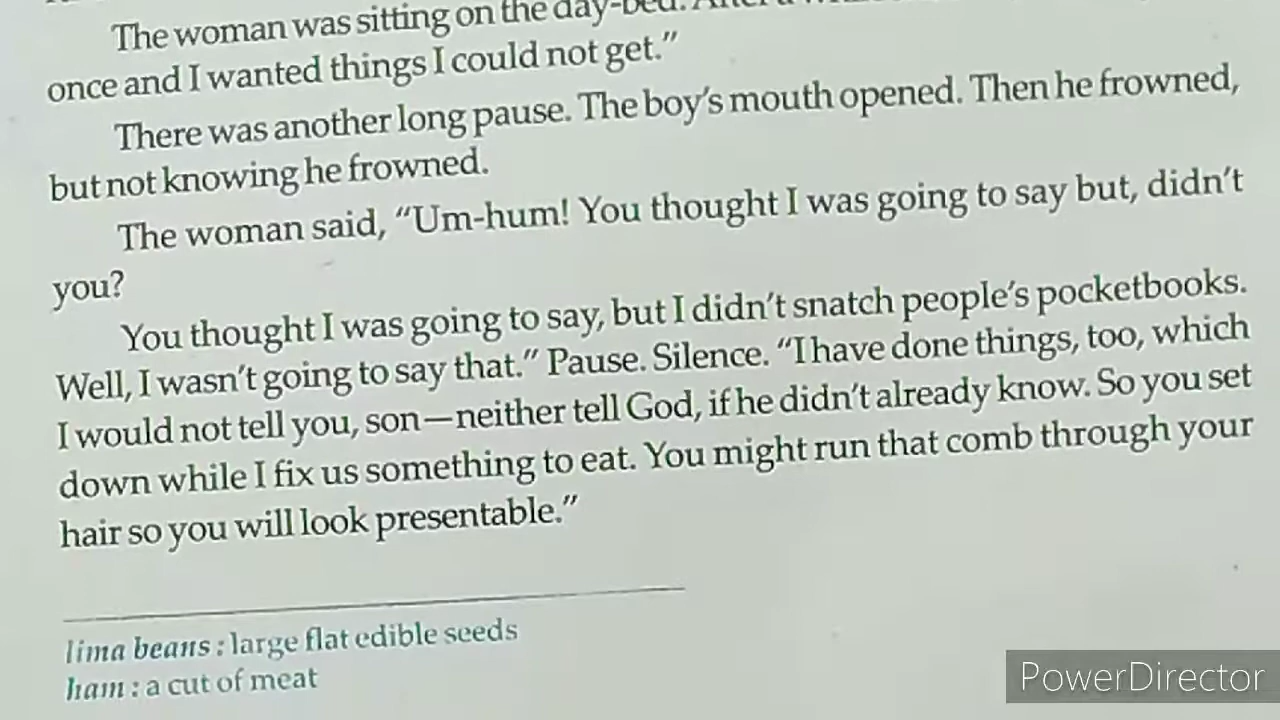 The woman was sitting on the day-bed. After a
once and I wanted things I could not get."
There was another long pause. The boy's mouth opened. Then he frowned,
but not knowing he frowned.
The woman said, "Um-hum! You thought I was going to say but, didn't
you?
You thought I was going to say, but I didn't snatch people's pocketbooks.
Well, I wasn't going to say that." Pause. Silence. "I have done things, too, which
I would not tell you, son—neither tell God, if he didn't already know. So you set
down while I fix us something to eat. You might run that comb through your
hair so you will look presentable."
lima beans : large flat edible seeds
ham : a cut of meat
PowerDirector